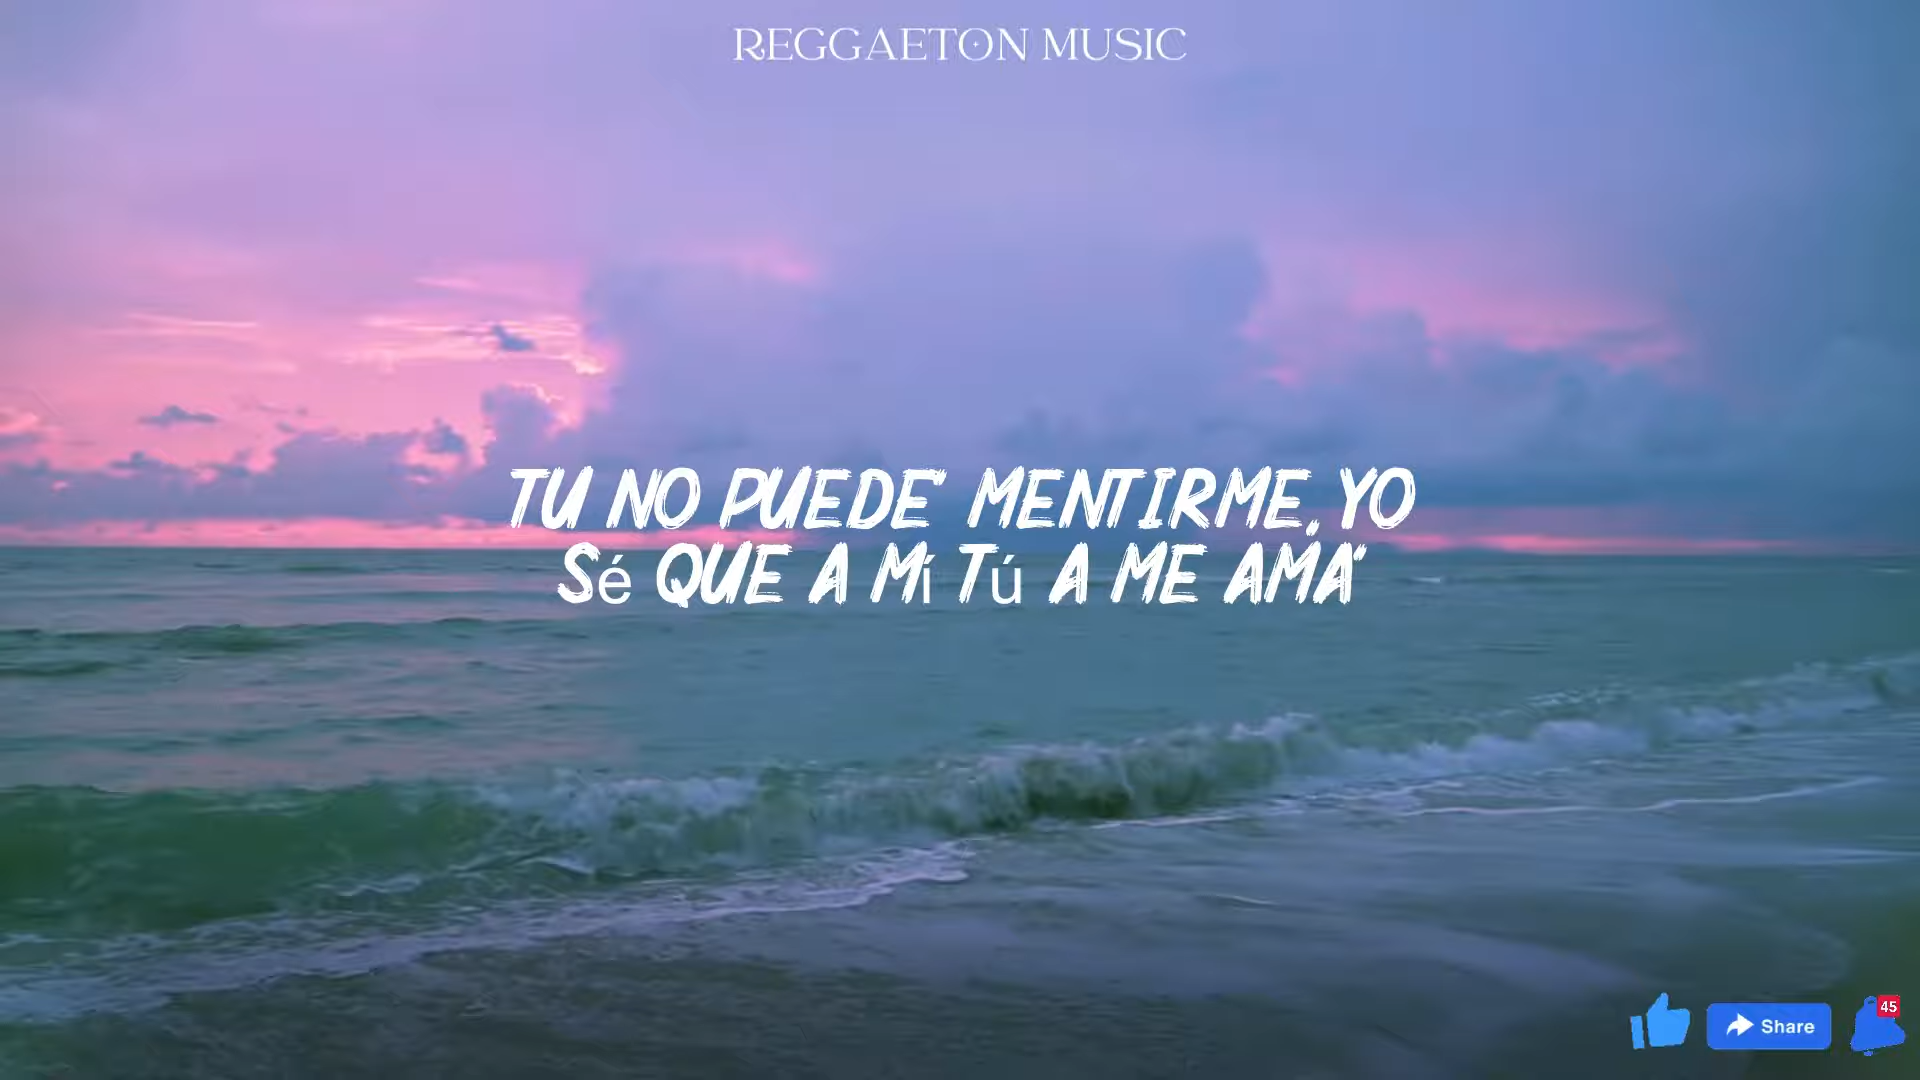 REGGAETON MUSIC
TU NO PUEDE' MENTIRME, YO
Sé QUE A Mí Tú A ME AMA'
45
Share